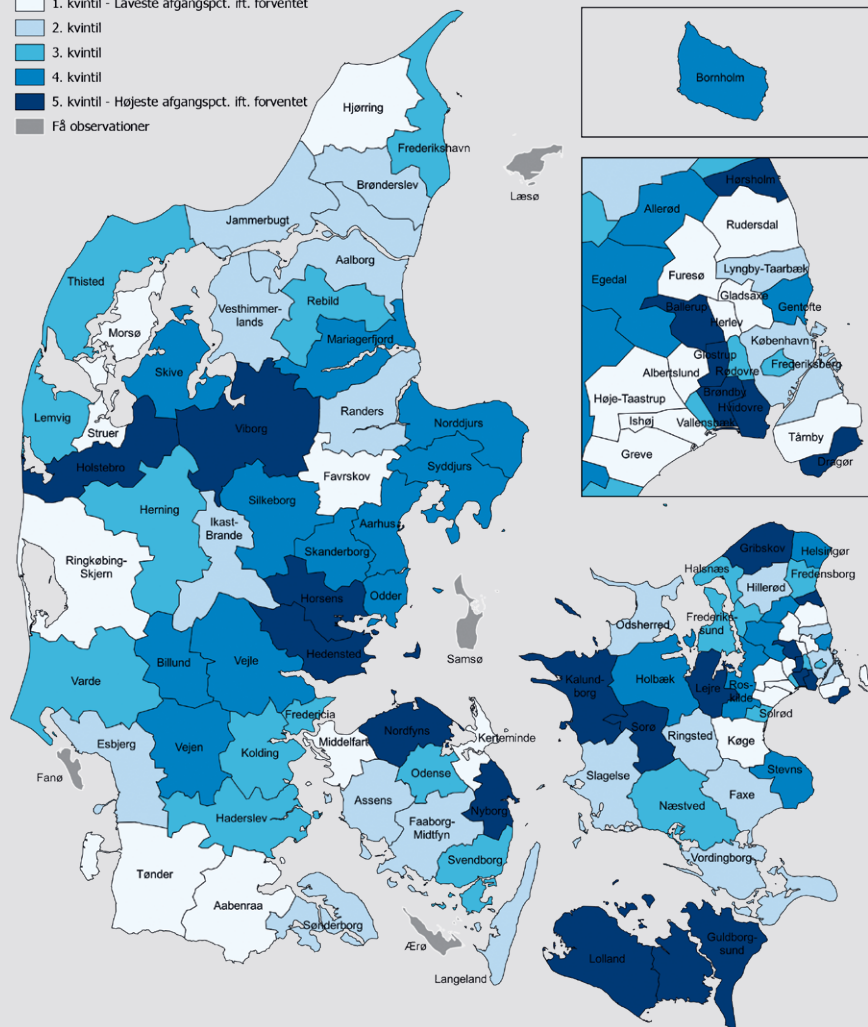 1. kvintil - Laveste afgangspct. ift. forventet
2. kvintil
3. kvintil
4. kvintil
5. kvintil - Højeste afgangspct. ift. forventet
Få observationer
Hjørring
Frederikshavn
Læsø
Brønderslev
Jammerbugt
Aalborg
Thisted
Vesthimmer-
lands
Rebild
Morsø
Mariagerfjord
Skive
Lemvig
Struer
Viborg
Randers
Norddjurs
Holstebro
Favrskov
Syddjurs
Herning
Silkeborg
Ikast-
Brande
Aarhus
Skanderborg
Ringkøbing-
Skjern
Horsens
Odder
Hedensted
Samsø
Billund
Vejle
Varde
Fredericia
Esbjerg
Vejen
Kolding
Fanø
Haderslev
Tønder
Aabenraa
Sønderborg
Middelfart
Nordfyns
Kerteminde
Odense
Assens
Nyborg
Faaborg-
Midtfyn
Svendborg
Ærø
Langeland
Bornholm
Hørsholm
Allerød
Rudersdal
Egedal
Furesø
Lyngby-Taarbæk
Gladsaxe
Ballerup
Gentofte
Herlev
København
Glostrup
Albertslund
Rødovre
Frederiksberg
Høje-Taastrup
Brøndby
Hvidovre
Ishøj
Vallensbæk
Greve
Tårnby
Dragør
Gribskov
Helsingør
Halsnæs
Fredensborg
Hillerød
Odsherred
Frederiks-
sund
Kalund-
borg
Holbæk
Lejre
Ros-
kilde
Solrød
Sorø
Ringsted
Køge
Slagelse
Stevns
Næstved
Faxe
Vordingborg
Lolland
Guldborg-
sund